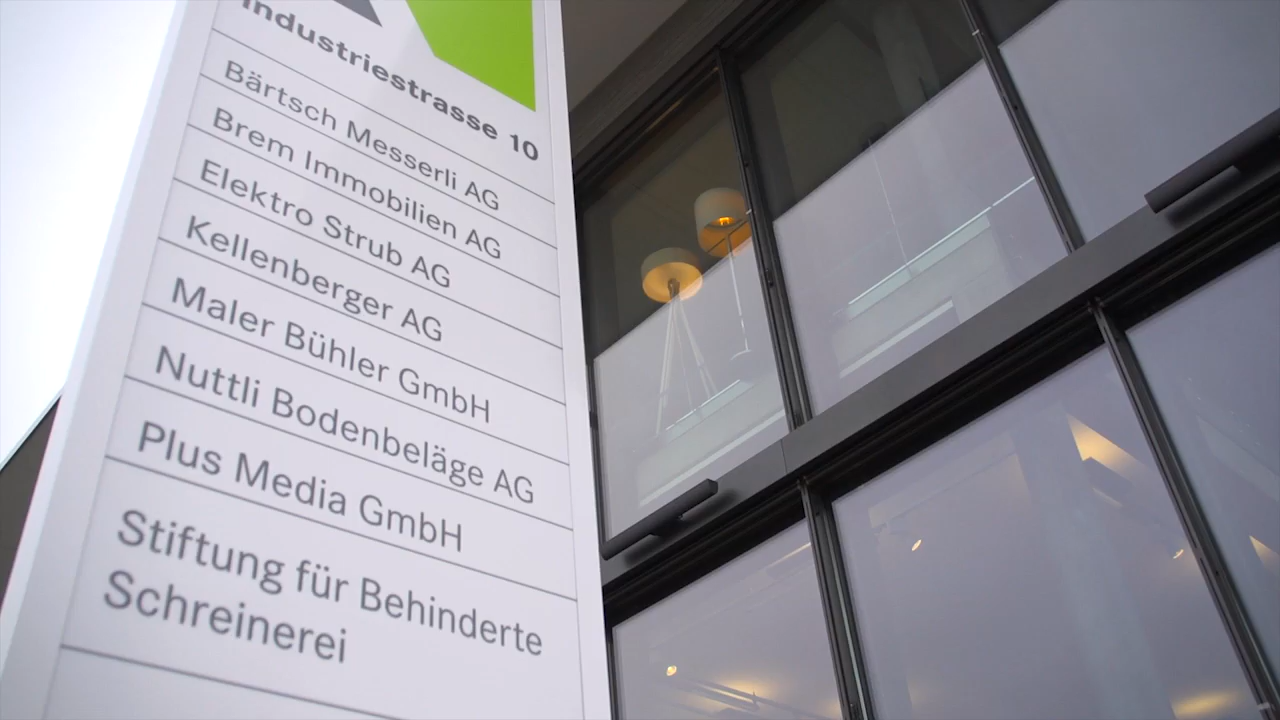 Industriestrasse 10
Bärtsch Messerli AG
Brem Immobilien AG
Elektro Strub AG
Kellenberger AG
Maler Bühler GmbH
Nuttli Bodenbeläge AG
Plus Media GmbH
Stiftung für Behinderte
Schreinerei